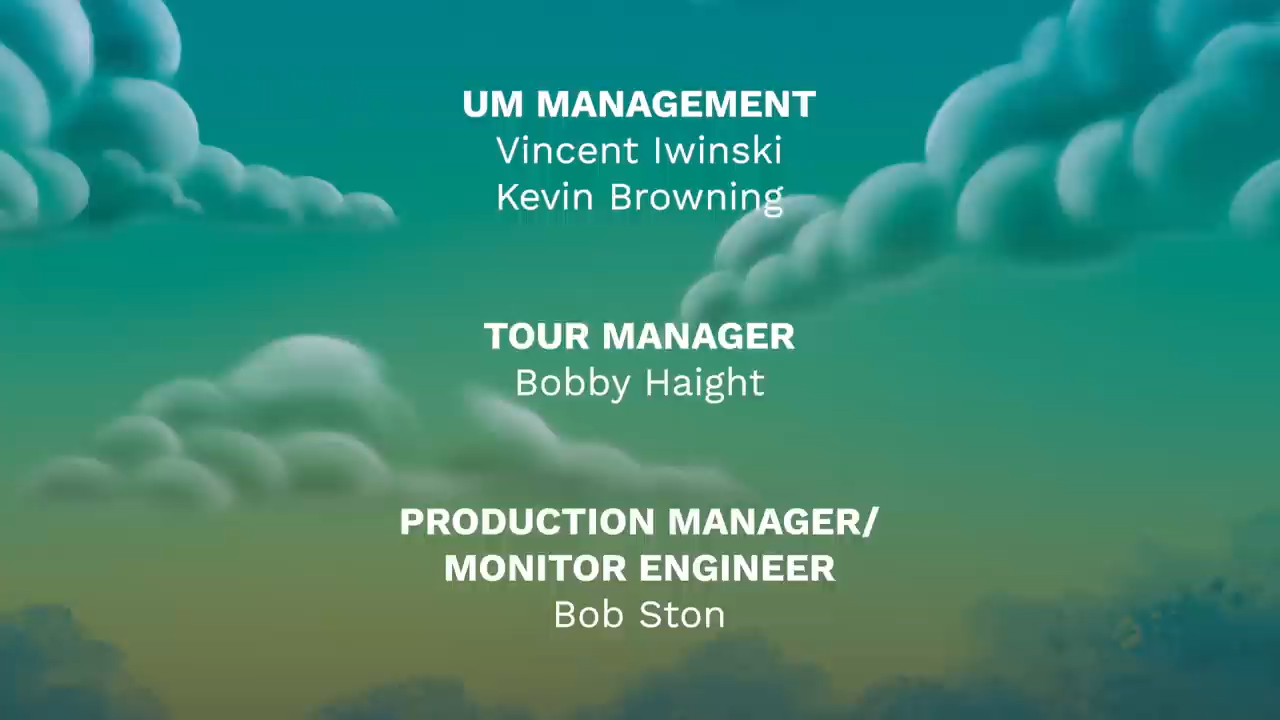 UM MANAGEMENT
Vincent Iwinski
Kevin Browning
TOUR MANAGER
Bobby Haight
PRODUCTION MANAGER/
MONITOR ENGINEER
Bob Ston